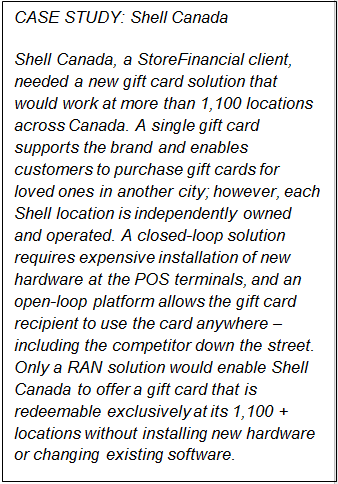 CASE STUDY: Shell Canada
Shell Canada, a StoreFinancial client,
needed a new gift card solution that
would work at more than 1,100 locations
across Canada. A single gift card
supports the brand and enables
customers to purchase gift cards for
loved ones in another city; however, each
Shell location is independently owned
and operated. A closed-loop solution
requires expensive installation of new
hardware at the POS terminals, and an
open-loop platform allows the gift card
recipient to use the card anywhere –
including the competitor down the street.
Only a RAN solution would enable Shell
Canada to offer a gift card that is
redeemable exclusively at its 1,100 +
locations without installing new hardware
or changing existing software.